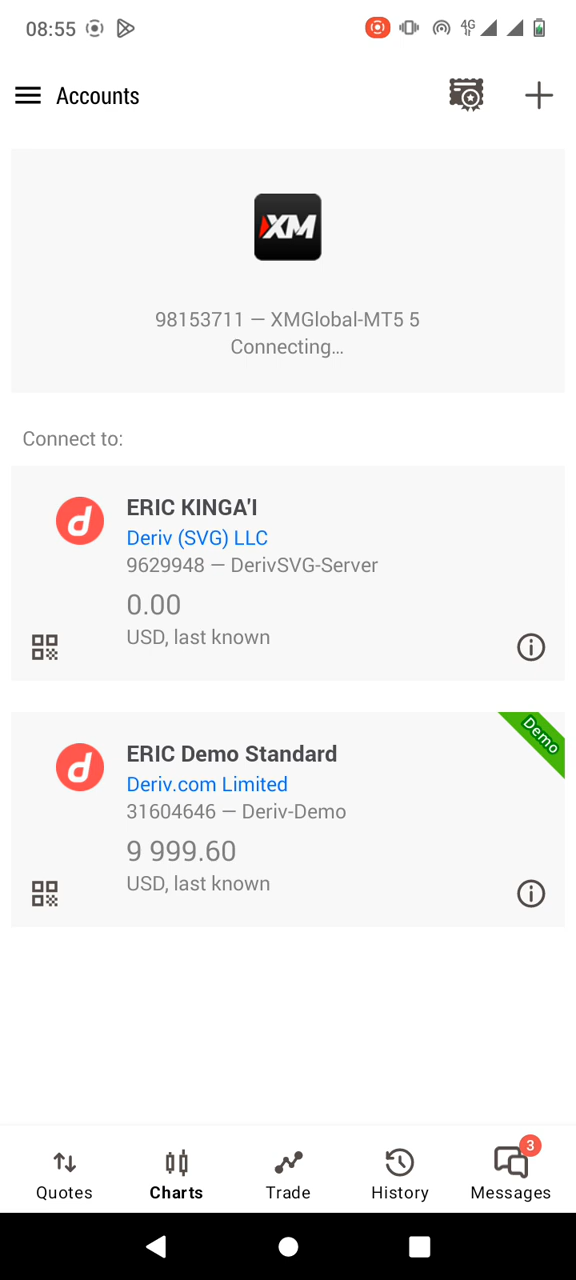 08:55
4G
Accounts
XM
98153711 — XMGlobal-MT5 5
Connecting...
Connect to:
ERIC KINGA'I
Deriv (SVG) LLC
9629948 — DerivSVG-Server
0.00
USD, last known
Demo
ERIC Demo Standard
Deriv.com Limited
31604646 — Deriv-Demo
9 999.60
USD, last known
3
Quotes
Charts
Trade
History
Messages